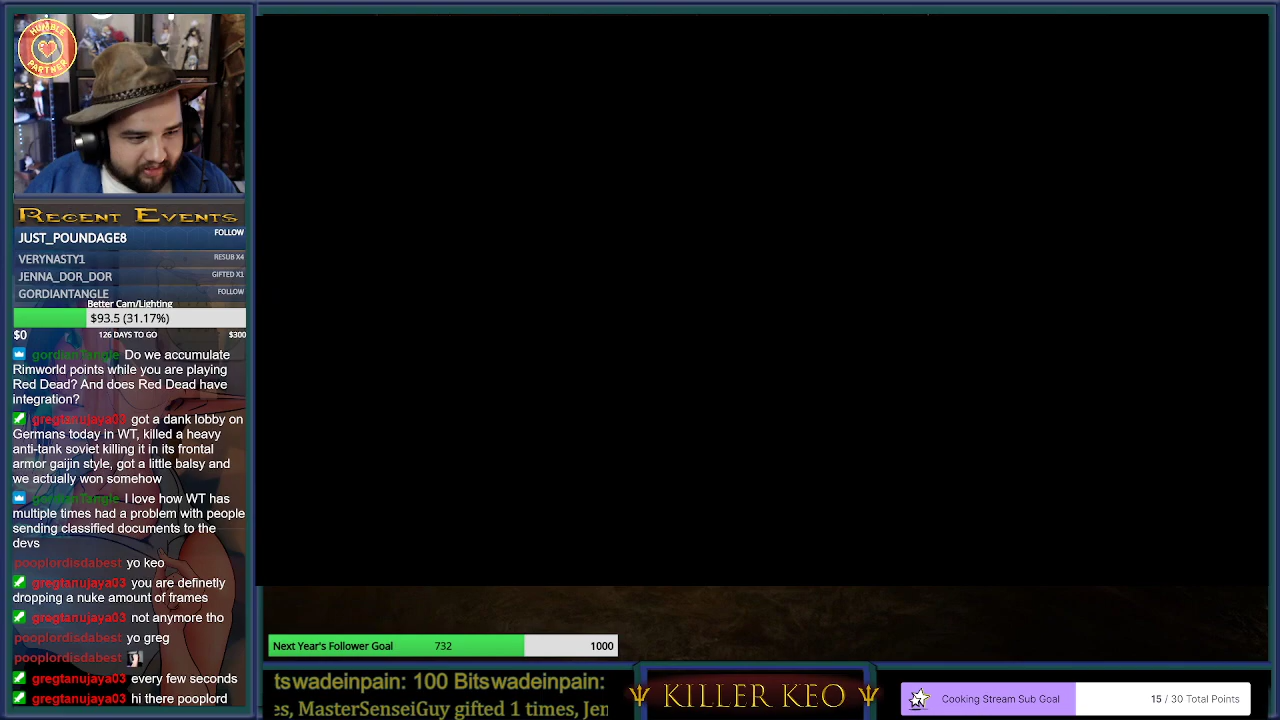 HUMBLE
PARTNER
RECENT EVENTS
JUST_POUNDAGE8 FOLLOW
VERYNASTY1 RESUB X4
JENNA_DOR_DOR GIFTED X1
GORDIANTANGLE FOLLOW
Better Cam/Lighting
$93.5 (31.17%)
$0 126 DAYS TO GO $300
gordianTangle Do we accumulate
Rimworld points while you are playing
Red Dead? And does Red Dead have
integration?
gregtanujaya03 got a dank lobby on
Germans today in WT, killed a heavy
anti-tank soviet killing it in its frontal
armor gaijin style, got a little balsy and
we actually won somehow
gordianTangle I love how WT has
multiple times had a problem with people
sending classified documents to the
devs
pooplordisdabest yo keo
gregtanujaya03 you are definetly
dropping a nuke amount of frames
gregtanujaya03 not anymore tho
pooplordisdabest yo greg
pooplordisdabest
gregtanujaya03 every few seconds
gregtanujaya03 hi there pooplord
Next Year's Follower Goal 732 1000
tswadeinpain: 100 Bitswadeinpain:
es, MasterSenseiGuy gifted 1 times, Jen
KILLER KEO
Cooking Stream Sub Goal 15 / 30 Total Points